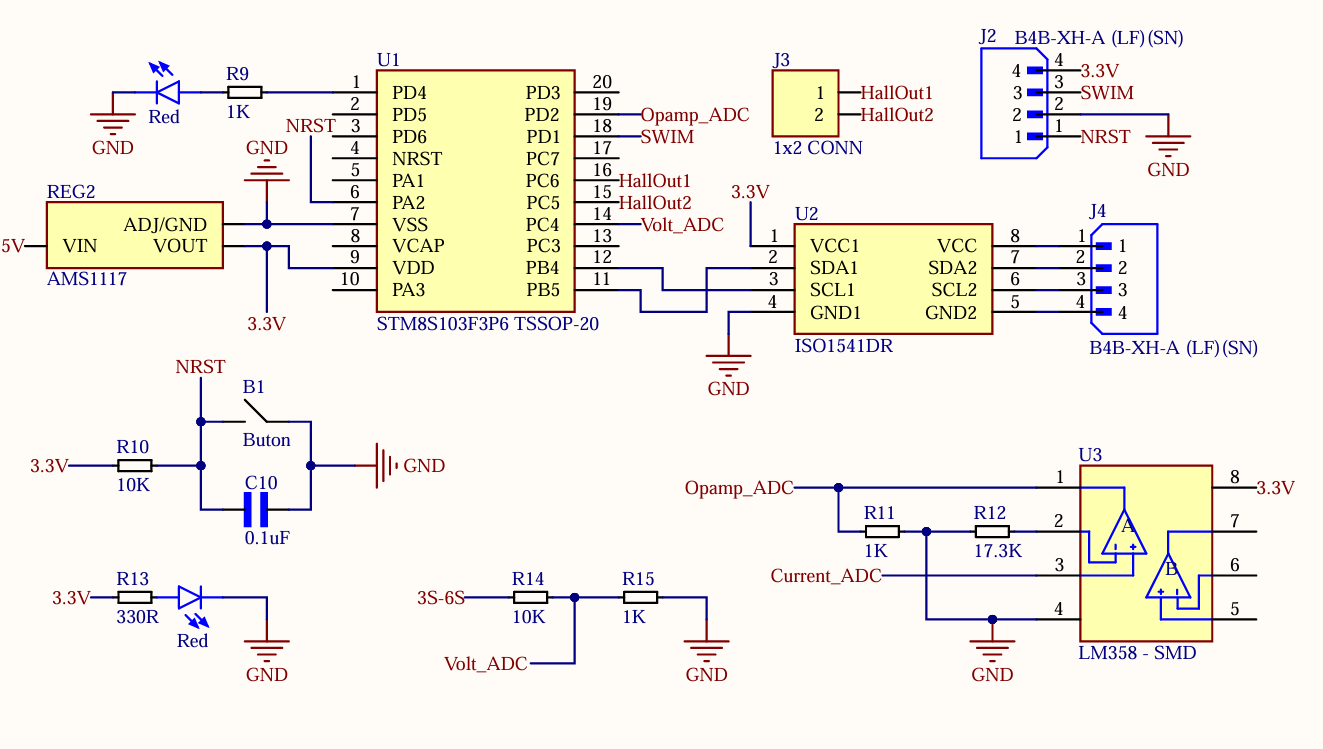 U1
R9
Red
1K
GND
NRST
GND
1
2
3
4
5
6
7
8
9
10
PD4
PD5
PD6
NRST
PA1
PA2
VSS
VCAP
VDD
PA3
PD3
PD2
PD1
PC7
PC6
PC5
PC4
PC3
PB4
PB5
20
19
18
17
16
15
14
13
12
11
Opamp_ADC
SWIM
HallOut1
HallOut2
Volt_ADC
STM8S103F3P6 TSSOP-20
REG2
ADJ/GND
5V
VIN
VOUT
AMS1117
3.3V
J3
1
HallOut1
2
HallOut2
1x2 CONN
J2
B4B-XH-A (LF)(SN)
4
4
3.3V
3
3
SWIM
2
2
1
1
NRST
GND
3.3V
U2
1
VCC1
VCC
8
2
SDA1
SDA2
7
3
SCL1
SCL2
6
4
GND1
GND2
5
ISO1541DR
GND
J4
1
1
2
2
3
3
4
4
B4B-XH-A (LF)(SN)
NRST
B1
Buton
R10
3.3V
10K
GND
C10
0.1uF
R13
3.3V
330R
Red
GND
R14
R15
3S-6S
10K
1K
Volt_ADC
GND
U3
Opamp_ADC
1
8
3.3V
R11
R12
2
A
7
1K
17.3K
Current_ADC
3
B
6
4
5
GND
LM358 - SMD